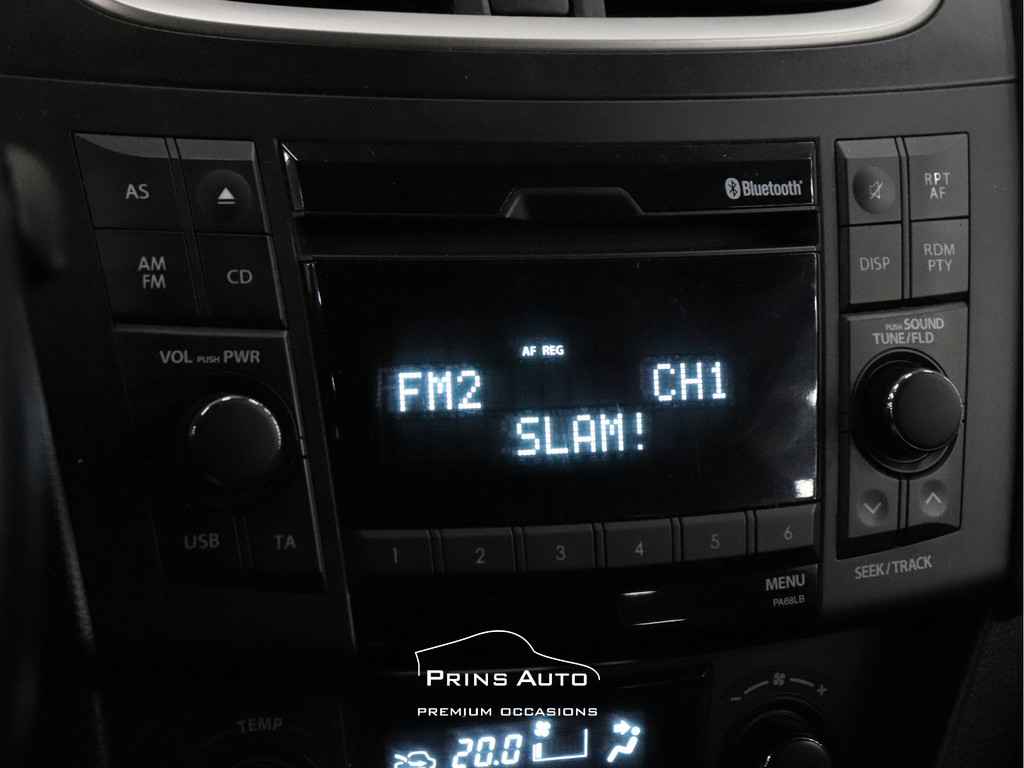 Bluetooth
AS
AM
FM
CD
RPT
AF
DISP
RDM
PTY
VOL PUSH PWR
PUSH SOUND
TUNE/FLD
AF REG
FM2
CH1
SLAM!
USB
TA
1 2 3 4 5 6
MENU
PA68LB
SEEK/TRACK
PRINS AUTO
PREMIUM OCCASIONS
TEMP
- +
20.0